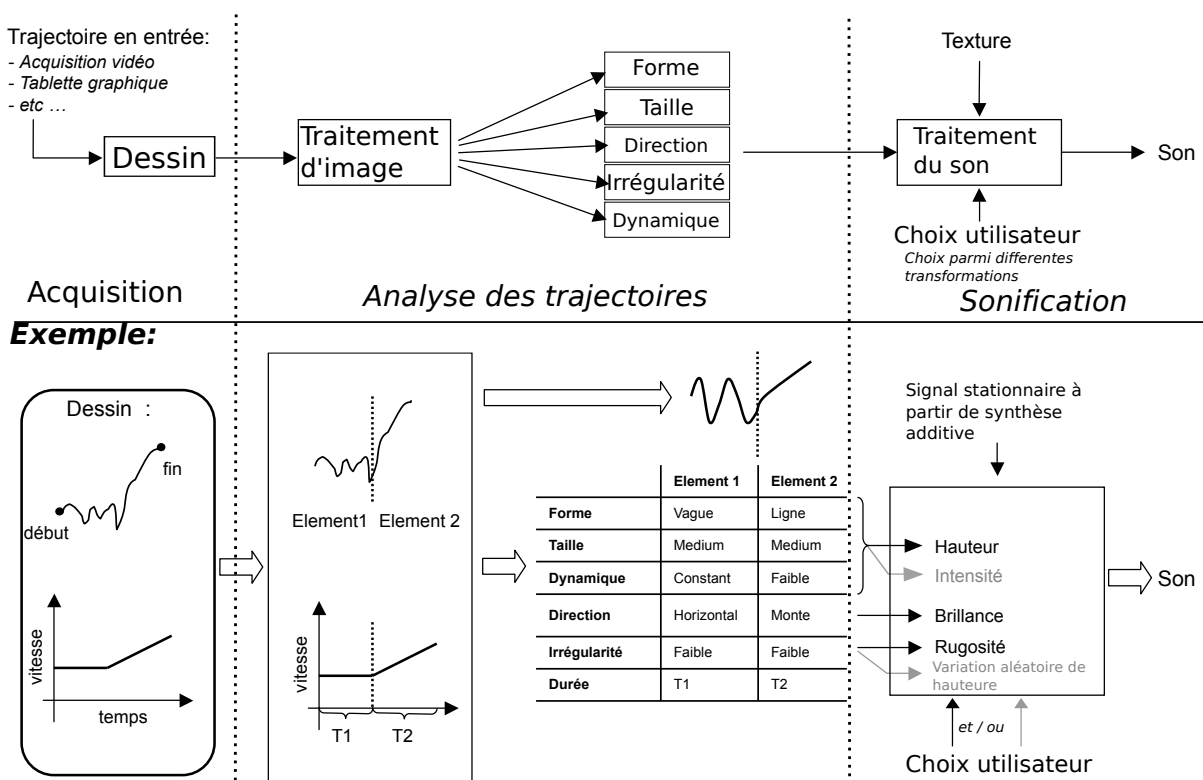 Trajectoire en entrée:
- Acquisition vidéo
- Tablette graphique
- etc …
Dessin
Traitement
d'image
Forme
Taille
Direction
Irrégularité
Dynamique
Texture
Traitement
du son
Son
Choix utilisateur
Choix parmi differentes
transformations
Acquisition
Analyse des trajectoires
Sonification
Exemple:
Dessin :
fin
début
vitesse
temps
Element1 Element 2
vitesse
T1 T2
Element 1 Element 2
Forme Vague Ligne
Taille Medium Medium
Dynamique Constant Faible
Direction Horizontal Monte
Irrégularité Faible Faible
Durée T1 T2
Signal stationnaire à
partir de synthèse
additive
Hauteur
Intensité
Brillance
Rugosité
Variation aléatoire de
hauteure
Son
et / ou
Choix utilisateur